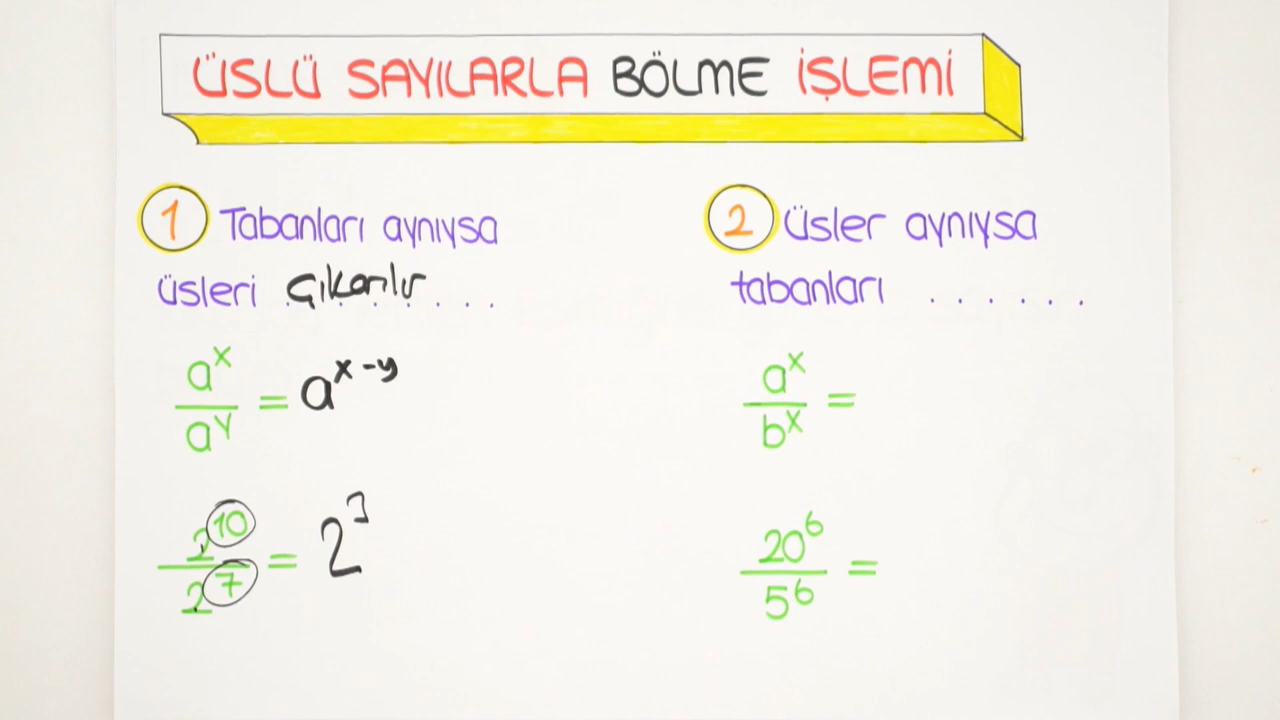 ÜSLÜ SAYILARLA BÖLME İŞLEMİ
1 Tabanları aynıysa
üsleri çıkarılır . . .
a^x / a^y = a^x-y
2^10 / 2^7 = 2^3
2 Üsler aynıysa
tabanları . . . . . .
a^x / b^x =
20^6 / 5^6 =